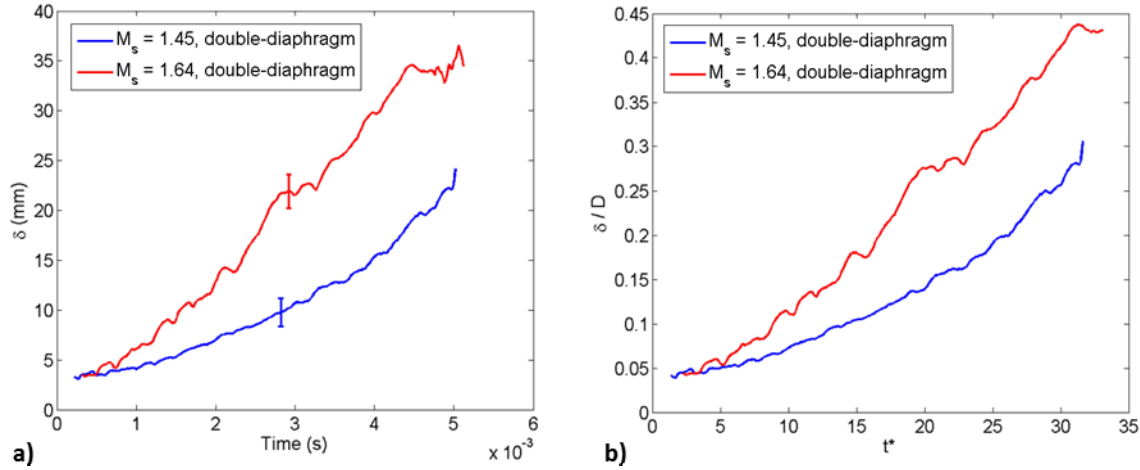 40
35
30
25
20
15
10
5
0
δ (mm)
M_s = 1.45, double-diaphragm
M_s = 1.64, double-diaphragm
0 1 2 3 4 5 6
Time (s)
x 10^-3
a)
0.45
0.4
0.35
0.3
0.25
0.2
0.15
0.1
0.05
0
δ / D
M_s = 1.45, double-diaphragm
M_s = 1.64, double-diaphragm
0 5 10 15 20 25 30 35
t*
b)